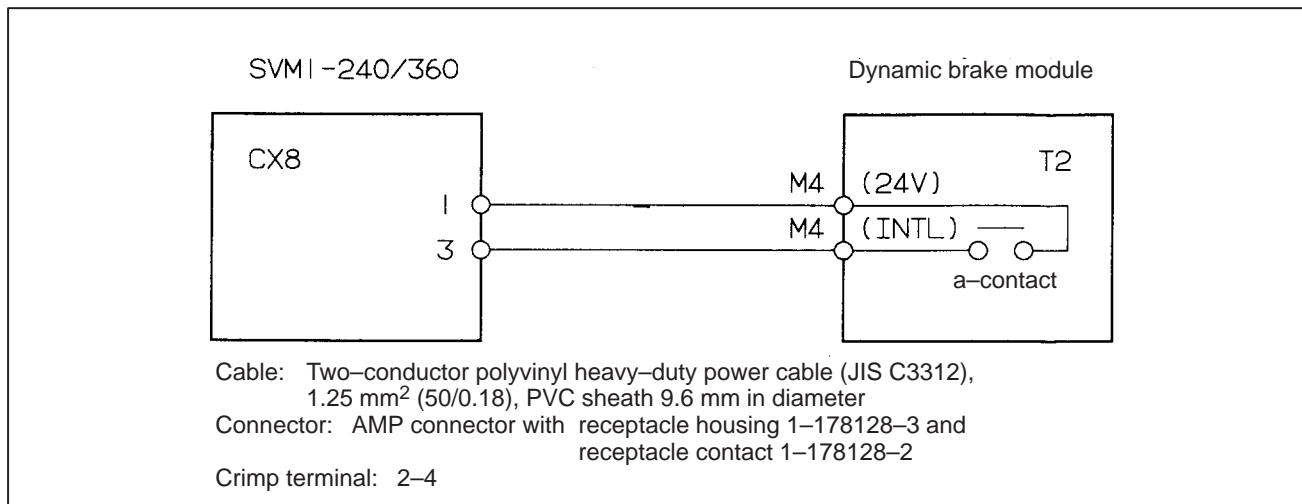 SVM1-240/360 Dynamic brake module
CX8 T2
M4 (24V)
1
M4 (INTL)
3
a–contact
Cable: Two–conductor polyvinyl heavy–duty power cable (JIS C3312),
1.25 mm² (50/0.18), PVC sheath 9.6 mm in diameter
Connector: AMP connector with receptacle housing 1–178128–3 and
receptacle contact 1–178128–2
Crimp terminal: 2–4